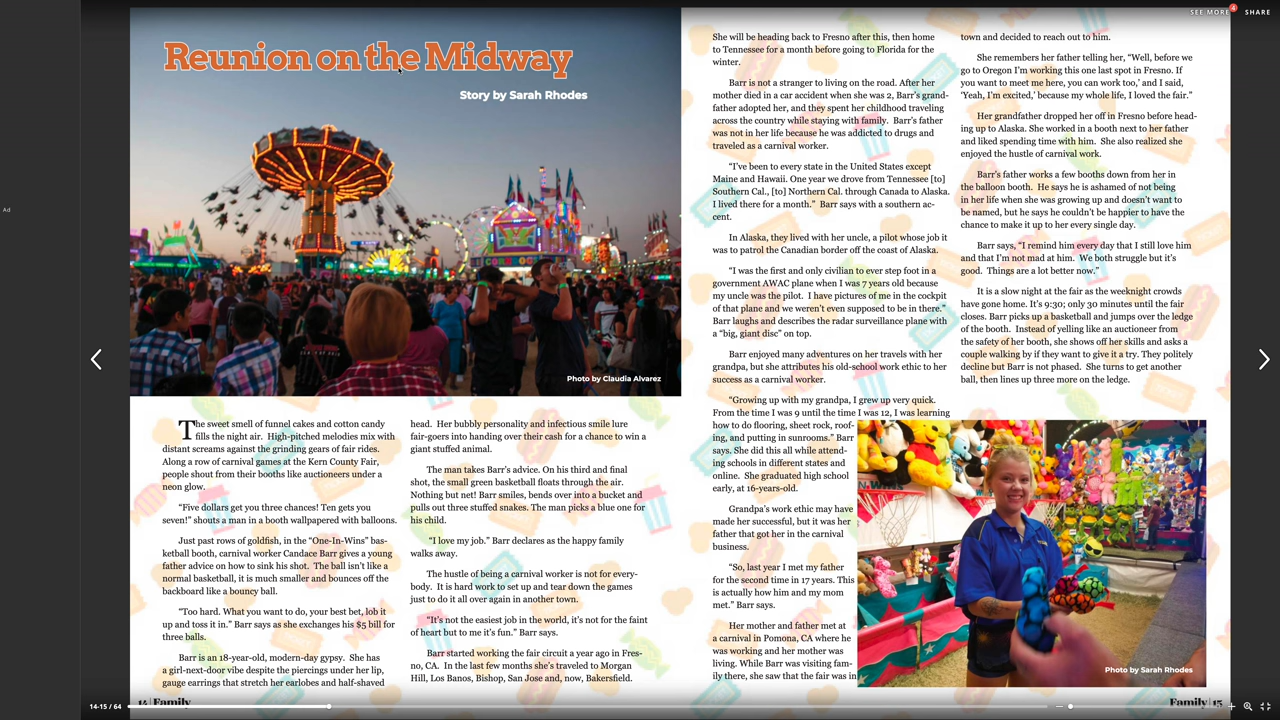 SEE MORE
4
SHARE
Ad
Reunion on the Midway
Story by Sarah Rhodes
Photo by Claudia Alvarez
The sweet smell of funnel cakes and cotton candy
fills the night air.  High-pitched melodies mix with
distant screams against the grinding gears of fair rides.
Along a row of carnival games at the Kern County Fair,
people shout from their booths like auctioneers under a
neon glow.
“Five dollars get you three chances! Ten gets you
seven!” shouts a man in a booth wallpapered with balloons.
Just past rows of goldfish, in the “One-In-Wins” bas-
ketball booth, carnival worker Candace Barr gives a young
father advice on how to sink his shot.  The ball isn’t like a
normal basketball, it is much smaller and bounces off the
backboard like a bouncy ball.
“Too hard. What you want to do, your best bet, lob it
up and toss it in.” Barr says as she exchanges his $5 bill for
three balls.
Barr is an 18-year-old, modern-day gypsy.  She has
a girl-next-door vibe despite the piercings under her lip,
gauge earrings that stretch her earlobes and half-shaved
head.  Her bubbly personality and infectious smile lure
fair-goers into handing over their cash for a chance to win a
giant stuffed animal.
The man takes Barr’s advice. On his third and final
shot, the small green basketball floats through the air.
Nothing but net! Barr smiles, bends over into a bucket and
pulls out three stuffed snakes. The man picks a blue one for
his child.
“I love my job.” Barr declares as the happy family
walks away.
The hustle of being a carnival worker is not for every-
body.  It is hard work to set up and tear down the games
just to do it all over again in another town.
“It’s not the easiest job in the world, it’s not for the faint
of heart but to me it’s fun.” Barr says.
Barr started working the fair circuit a year ago in Fres-
no, CA.  In the last few months she’s traveled to Morgan
Hill, Los Banos, Bishop, San Jose and, now, Bakersfield.
She will be heading back to Fresno after this, then home
to Tennessee for a month before going to Florida for the
winter.
Barr is not a stranger to living on the road. After her
mother died in a car accident when she was 2, Barr’s grand-
father adopted her, and they spent her childhood traveling
across the country while staying with family.  Barr’s father
was not in her life because he was addicted to drugs and
traveled as a carnival worker.
“I’ve been to every state in the United States except
Maine and Hawaii. One year we drove from Tennessee [to]
Southern Cal., [to] Northern Cal. through Canada to Alaska.
I lived there for a month.”  Barr says with a southern ac-
cent.
In Alaska, they lived with her uncle, a pilot whose job it
was to patrol the Canadian border off the coast of Alaska.
“I was the first and only civilian to ever step foot in a
government AWAC plane when I was 7 years old because
my uncle was the pilot.  I have pictures of me in the cockpit
of that plane and we weren’t even supposed to be in there.”
Barr laughs and describes the radar surveillance plane with
a “big, giant disc” on top.
Barr enjoyed many adventures on her travels with her
grandpa, but she attributes his old-school work ethic to her
success as a carnival worker.
“Growing up with my grandpa, I grew up very quick.
From the time I was 9 until the time I was 12, I was learning
how to do flooring, sheet rock, roof-
ing, and putting in sunrooms.” Barr
says. She did this all while attend-
ing schools in different states and
online.  She graduated high school
early, at 16-years-old.
Grandpa’s work ethic may have
made her successful, but it was her
father that got her in the carnival
business.
“So, last year I met my father
for the second time in 17 years. This
is actually how him and my mom
met.” Barr says.
Her mother and father met at
a carnival in Pomona, CA where he
was working and her mother was
living. While Barr was visiting fam-
ily there, she saw that the fair was in
town and decided to reach out to him.
She remembers her father telling her, “Well, before we
go to Oregon I’m working this one last spot in Fresno. If
you want to meet me here, you can work too,’ and I said,
‘Yeah, I’m excited,’ because my whole life, I loved the fair.”
Her grandfather dropped her off in Fresno before head-
ing up to Alaska. She worked in a booth next to her father
and liked spending time with him.  She also realized she
enjoyed the hustle of carnival work.
Barr’s father works a few booths down from her in
the balloon booth.  He says he is ashamed of not being
in her life when she was growing up and doesn’t want to
be named, but he says he couldn’t be happier to have the
chance to make it up to her every single day.
Barr says, “I remind him every day that I still love him
and that I’m not mad at him.  We both struggle but it’s
good.  Things are a lot better now.”
It is a slow night at the fair as the weeknight crowds
have gone home. It’s 9:30; only 30 minutes until the fair
closes. Barr picks up a basketball and jumps over the ledge
of the booth.  Instead of yelling like an auctioneer from
the safety of her booth, she shows off her skills and asks a
couple walking by if they want to give it a try. They politely
decline but Barr is not phased.  She turns to get another
ball, then lines up three more on the ledge.
Photo by Sarah Rhodes
14-15 / 64
14 | Family
Family | 15